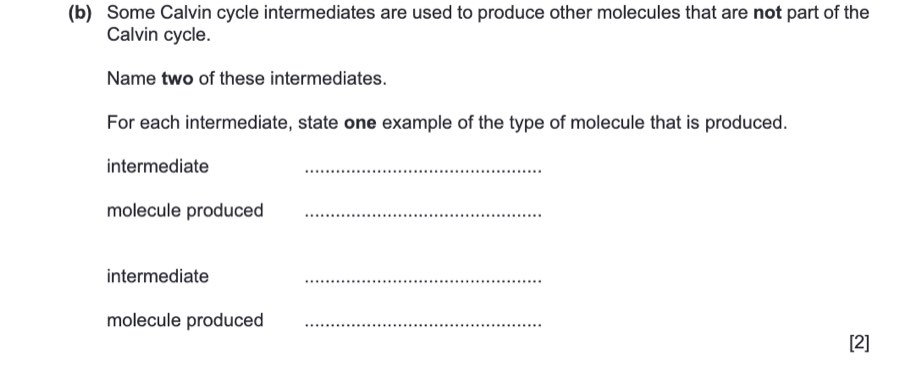 (b) Some Calvin cycle intermediates are used to produce other molecules that are not part of the
Calvin cycle.
Name two of these intermediates.
For each intermediate, state one example of the type of molecule that is produced.
intermediate ................................................
molecule produced ................................................
intermediate ................................................
molecule produced ................................................
[2]